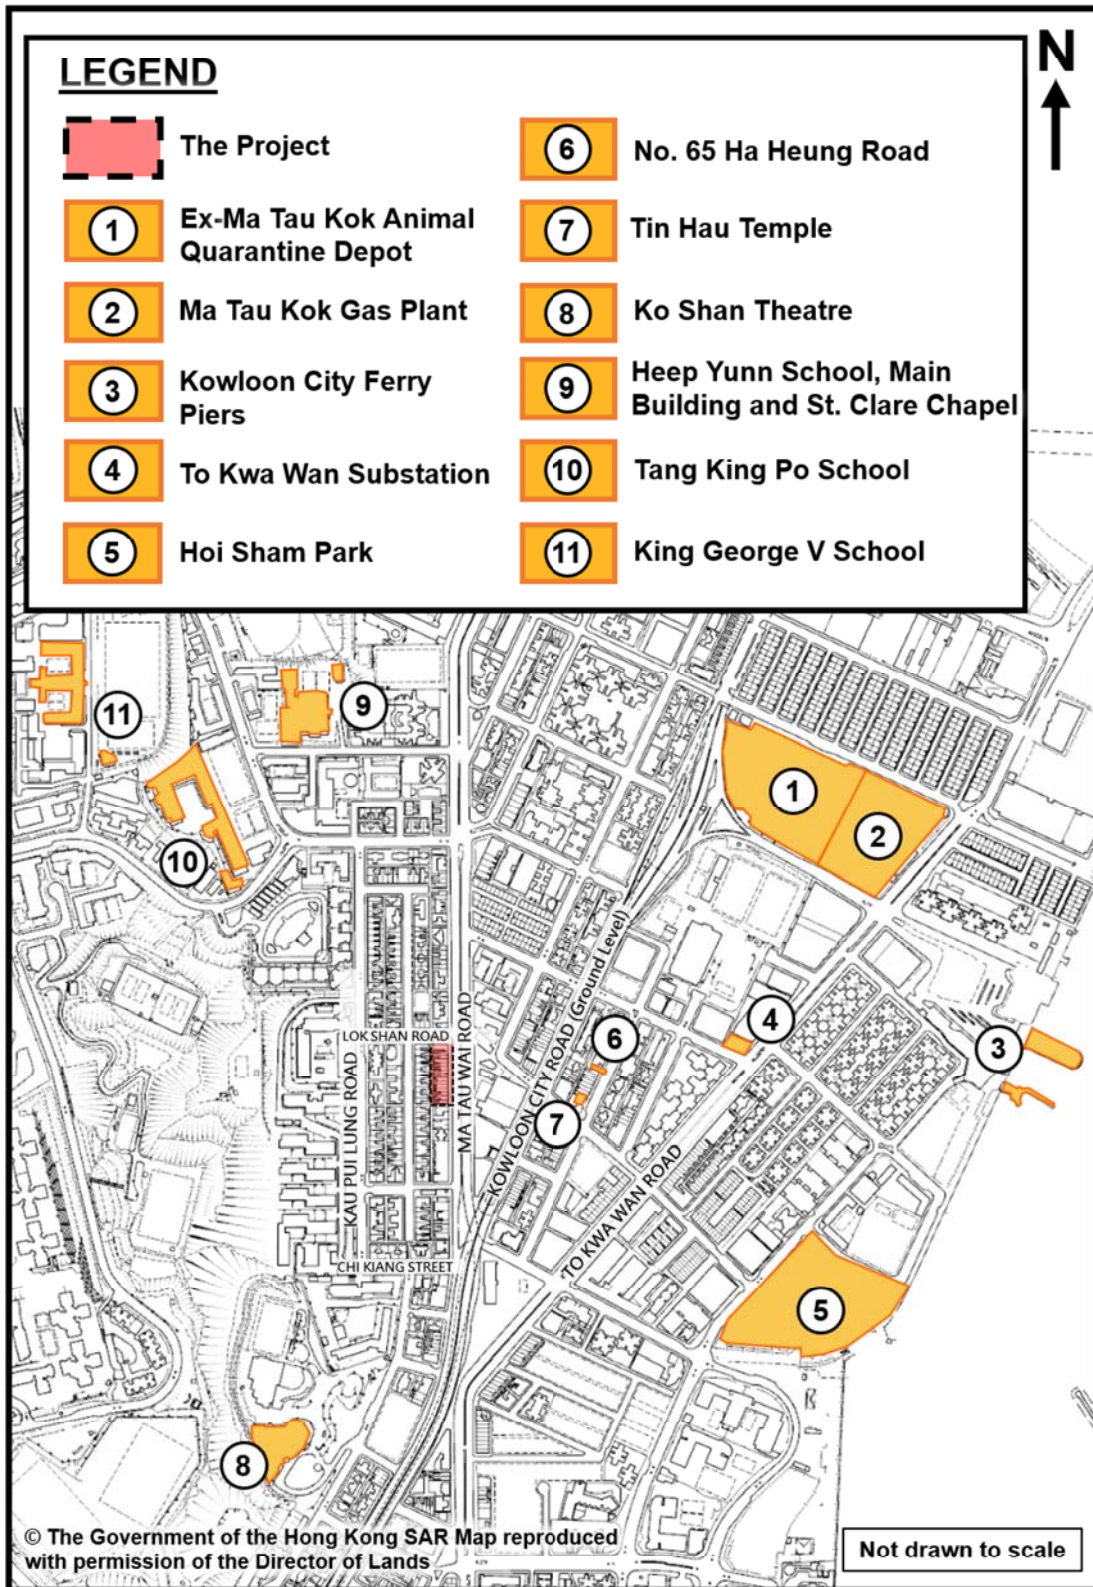 N
LEGEND
The Project
1
Ex-Ma Tau Kok Animal
Quarantine Depot
2
Ma Tau Kok Gas Plant
3
Kowloon City Ferry
Piers
4
To Kwa Wan Substation
5
Hoi Sham Park
6
No. 65 Ha Heung Road
7
Tin Hau Temple
8
Ko Shan Theatre
9
Heep Yunn School, Main
Building and St. Clare Chapel
10
Tang King Po School
11
King George V School
11
9
10
1
2
3
4
6
7
5
8
LOK SHAN ROAD
KAU PUI LUNG ROAD
MA TAU WAI ROAD
KOWLOON CITY ROAD (Ground Level)
TO KWA WAN ROAD
CHI KIANG STREET
© The Government of the Hong Kong SAR Map reproduced
with permission of the Director of Lands
Not drawn to scale